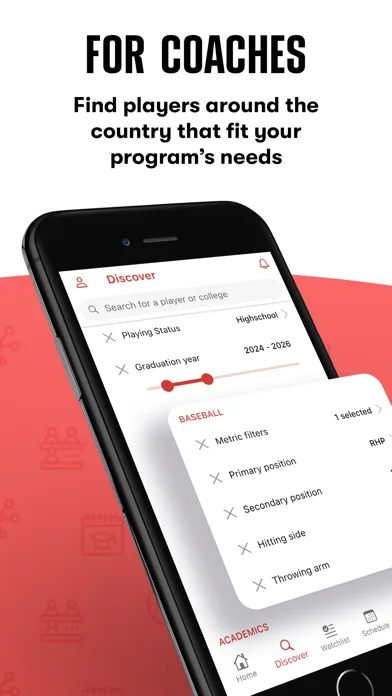 FOR COACHES
Find players around the
country that fit your
program's needs
Discover
Search for a player or college
Playing Status Highschool
Graduation year 2024 - 2026
BASEBALL
Metric filters 1 selected
Primary position RHP
Secondary position
Hitting side
Throwing arm
ACADEMICS
Home Discover Watchlist Schedule